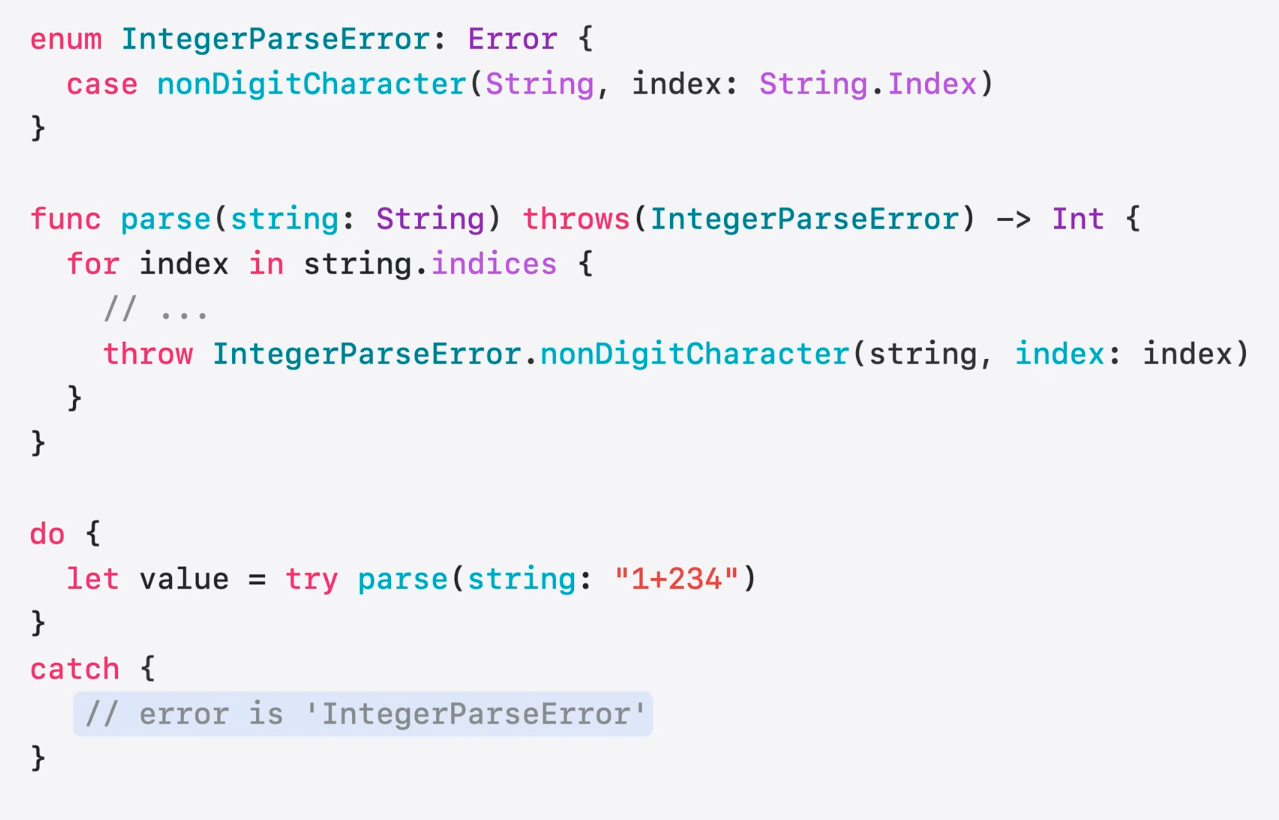 enum IntegerParseError: Error {
  case nonDigitCharacter(String, index: String.Index)
}

func parse(string: String) throws(IntegerParseError) -> Int {
  for index in string.indices {
    // ...
    throw IntegerParseError.nonDigitCharacter(string, index: index)
  }
}

do {
  let value = try parse(string: "1+234")
}
catch {
   // error is 'IntegerParseError'
}